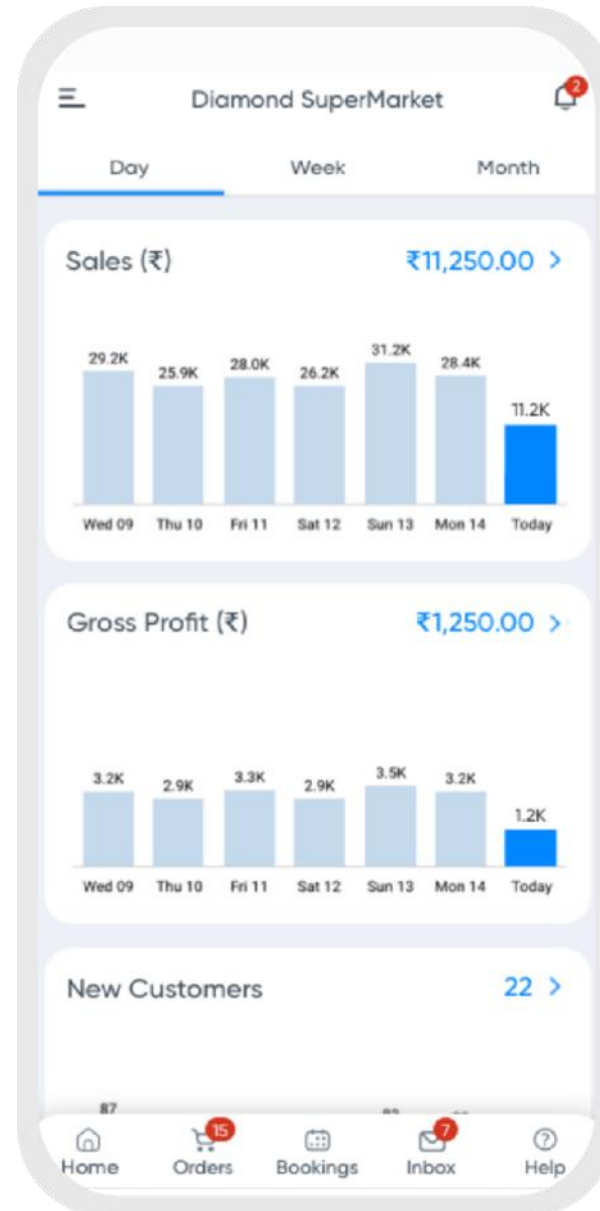 2
Diamond SuperMarket
Day Week Month
Sales (₹) ₹11,250.00 >
29.2K 25.9K 28.0K 26.2K 31.2K 28.4K 11.2K
Wed 09 Thu 10 Fri 11 Sat 12 Sun 13 Mon 14 Today
Gross Profit (₹) ₹1,250.00 >
3.2K 2.9K 3.3K 2.9K 3.5K 3.2K 1.2K
Wed 09 Thu 10 Fri 11 Sat 12 Sun 13 Mon 14 Today
New Customers 22 >
87
15 7
Home Orders Bookings Inbox Help